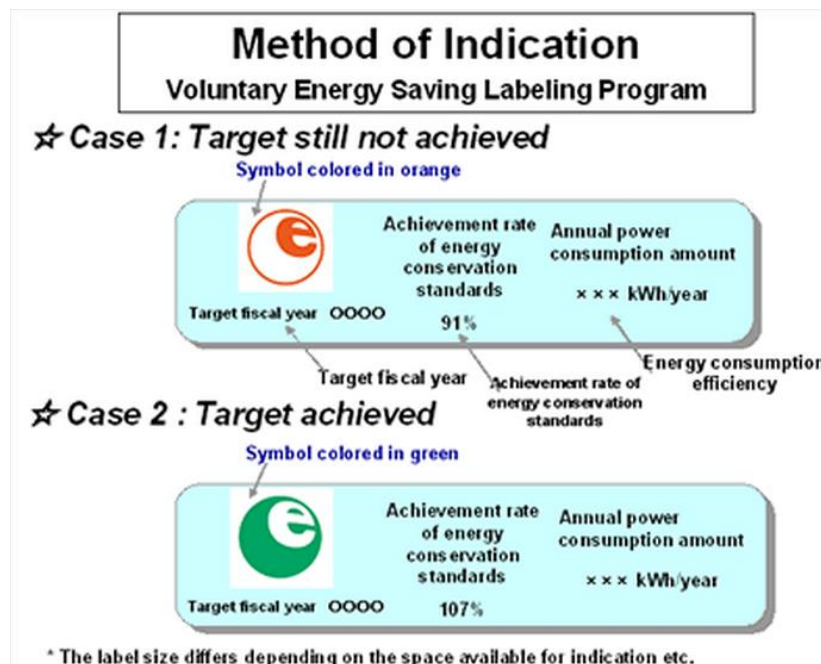 Method of Indication
Voluntary Energy Saving Labeling Program
☆ Case 1: Target still not achieved
Symbol colored in orange
e
Achievement rate
of energy
conservation
standards
91%
Annual power
consumption amount
××× kWh/year
Target fiscal year OOOO
Target fiscal year
Achievement rate of
energy conservation
standards
Energy consumption
efficiency
☆ Case 2 : Target achieved
Symbol colored in green
e
Achievement rate
of energy
conservation
standards
107%
Annual power
consumption amount
××× kWh/year
Target fiscal year OOOO
* The label size differs depending on the space available for indication etc.